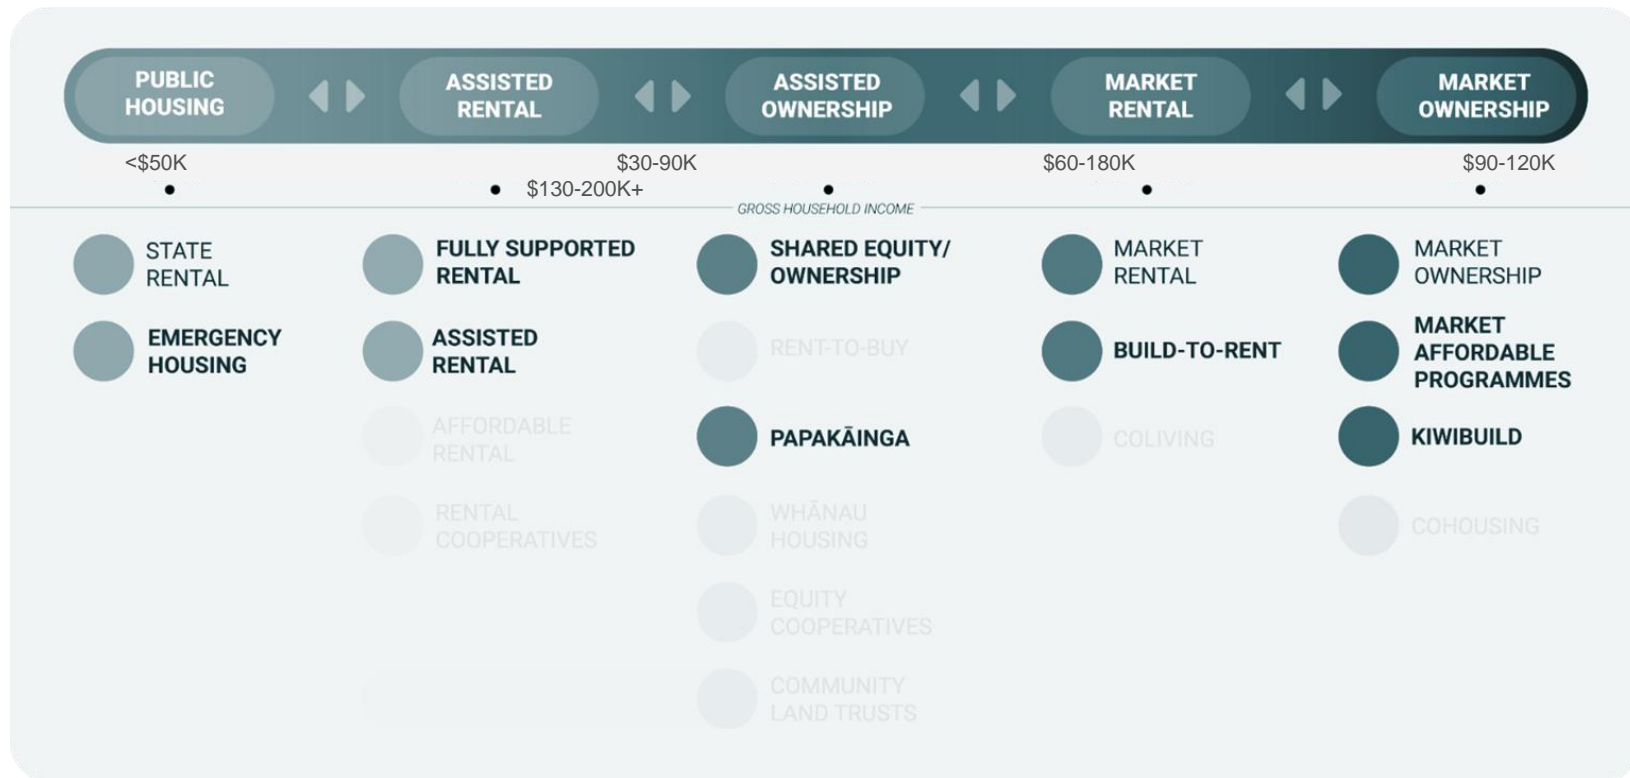 PUBLIC
HOUSING
ASSISTED
RENTAL
ASSISTED
OWNERSHIP
MARKET
RENTAL
MARKET
OWNERSHIP
<$50K
$30-90K
$60-180K
$90-120K
$130-200K+
GROSS HOUSEHOLD INCOME
STATE
RENTAL
EMERGENCY
HOUSING
FULLY SUPPORTED
RENTAL
ASSISTED
RENTAL
AFFORDABLE
RENTAL
RENTAL
COOPERATIVES
SHARED EQUITY/
OWNERSHIP
RENT-TO-BUY
PAPAKĀINGA
WHĀNAU
HOUSING
EQUITY
COOPERATIVES
COMMUNITY
LAND TRUSTS
MARKET
RENTAL
BUILD-TO-RENT
COLIVING
MARKET
OWNERSHIP
MARKET
AFFORDABLE
PROGRAMMES
KIWIBUILD
COHOUSING